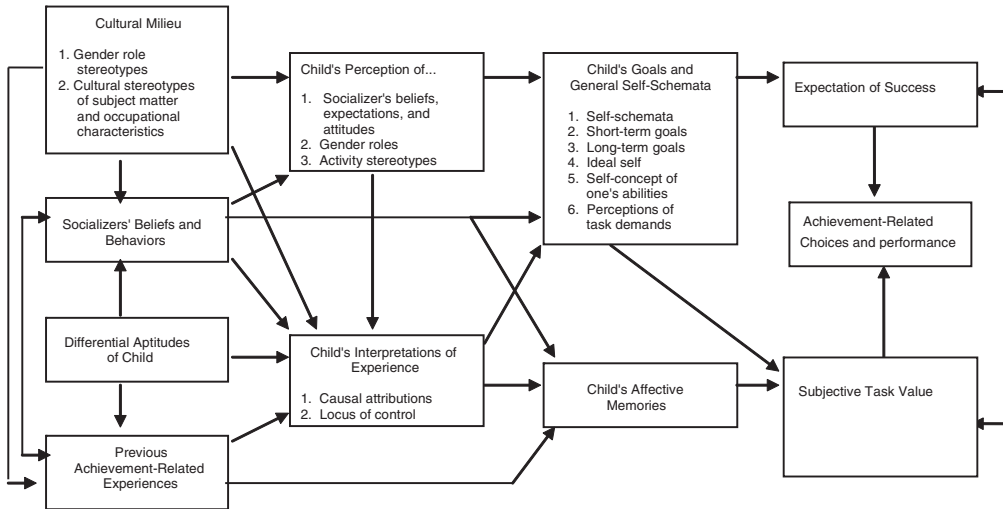 Cultural Milieu
1. Gender role
stereotypes
2. Cultural stereotypes
of subject matter
and occupational
characteristics
Child's Perception of...
1. Socializer's beliefs,
expectations, and
attitudes
2. Gender roles
3. Activity stereotypes
Child's Goals and
General Self-Schemata
1. Self-schemata
2. Short-term goals
3. Long-term goals
4. Ideal self
5. Self-concept of
one's abilities
6. Perceptions of
task demands
Expectation of Success
Socializers' Beliefs and
Behaviors
Achievement-Related
Choices and performance
Differential Aptitudes
of Child
Child's Interpretations of
Experience
1. Causal attributions
2. Locus of control
Child's Affective
Memories
Subjective Task Value
Previous
Achievement-Related
Experiences